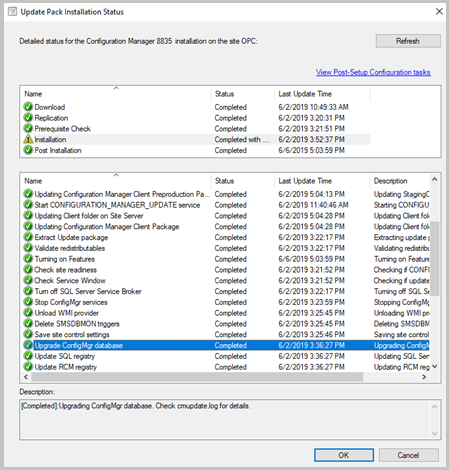 Update Pack Installation Status
Detailed status for the Configuration Manager 8835 installation on the site OPC:
Refresh
View Post-Setup Configuration tasks
Name Status Last Update Time
Download Completed 6/2/2019 10:49:33 AM
Replication Completed 6/2/2019 3:20:31 PM
Prerequisite Check Completed 6/2/2019 3:21:51 PM
Installation Completed with ... 6/2/2019 3:52:37 PM
Post Installation Completed 6/6/2019 5:03:59 PM
Name Status Last Update Time Description
Updating Configuration Manager Client Preproduction Pa... Completed 6/2/2019 5:04:13 PM Updating StagingC
Start CONFIGURATION_MANAGER_UPDATE service Completed 6/2/2019 11:40:46 AM Starting CONFIGU
Updating Client folder on Site Server Completed 6/2/2019 5:04:28 PM Updating Client fol
Updating Configuration Manager Client Package Completed 6/2/2019 5:04:09 PM Updating Client fol
Extract Update package Completed 6/2/2019 3:22:17 PM Extracting update p
Validate redistributables Completed 6/2/2019 3:22:17 PM Validating redistrib
Turning on Features Completed 6/6/2019 5:03:59 PM Turning on Feature
Check site readiness Completed 6/2/2019 3:21:52 PM Checking if CONF
Check Service Window Completed 6/2/2019 3:21:52 PM Checking if update
Turn off SQL Server Service Broker Completed 6/2/2019 3:22:20 PM Turning off SQL S
Stop ConfigMgr services Completed 6/2/2019 3:23:59 PM Stopping ConfigM
Unload WMI provider Completed 6/2/2019 3:25:45 PM Unloading WMI pr
Delete SMSDBMON triggers Completed 6/2/2019 3:25:45 PM Deleting SMSDBM
Save site control settings Completed 6/2/2019 3:25:49 PM Saving site control
Upgrade ConfigMgr database Completed 6/2/2019 3:36:27 PM Upgrading ConfigM
Update SQL registry Completed 6/2/2019 3:36:27 PM Updating SQL Ser
Update RCM registry Completed 6/2/2019 3:36:27 PM
Description:
[Completed]:Upgrading ConfigMgr database. Check cmupdate.log for details.
OK Cancel